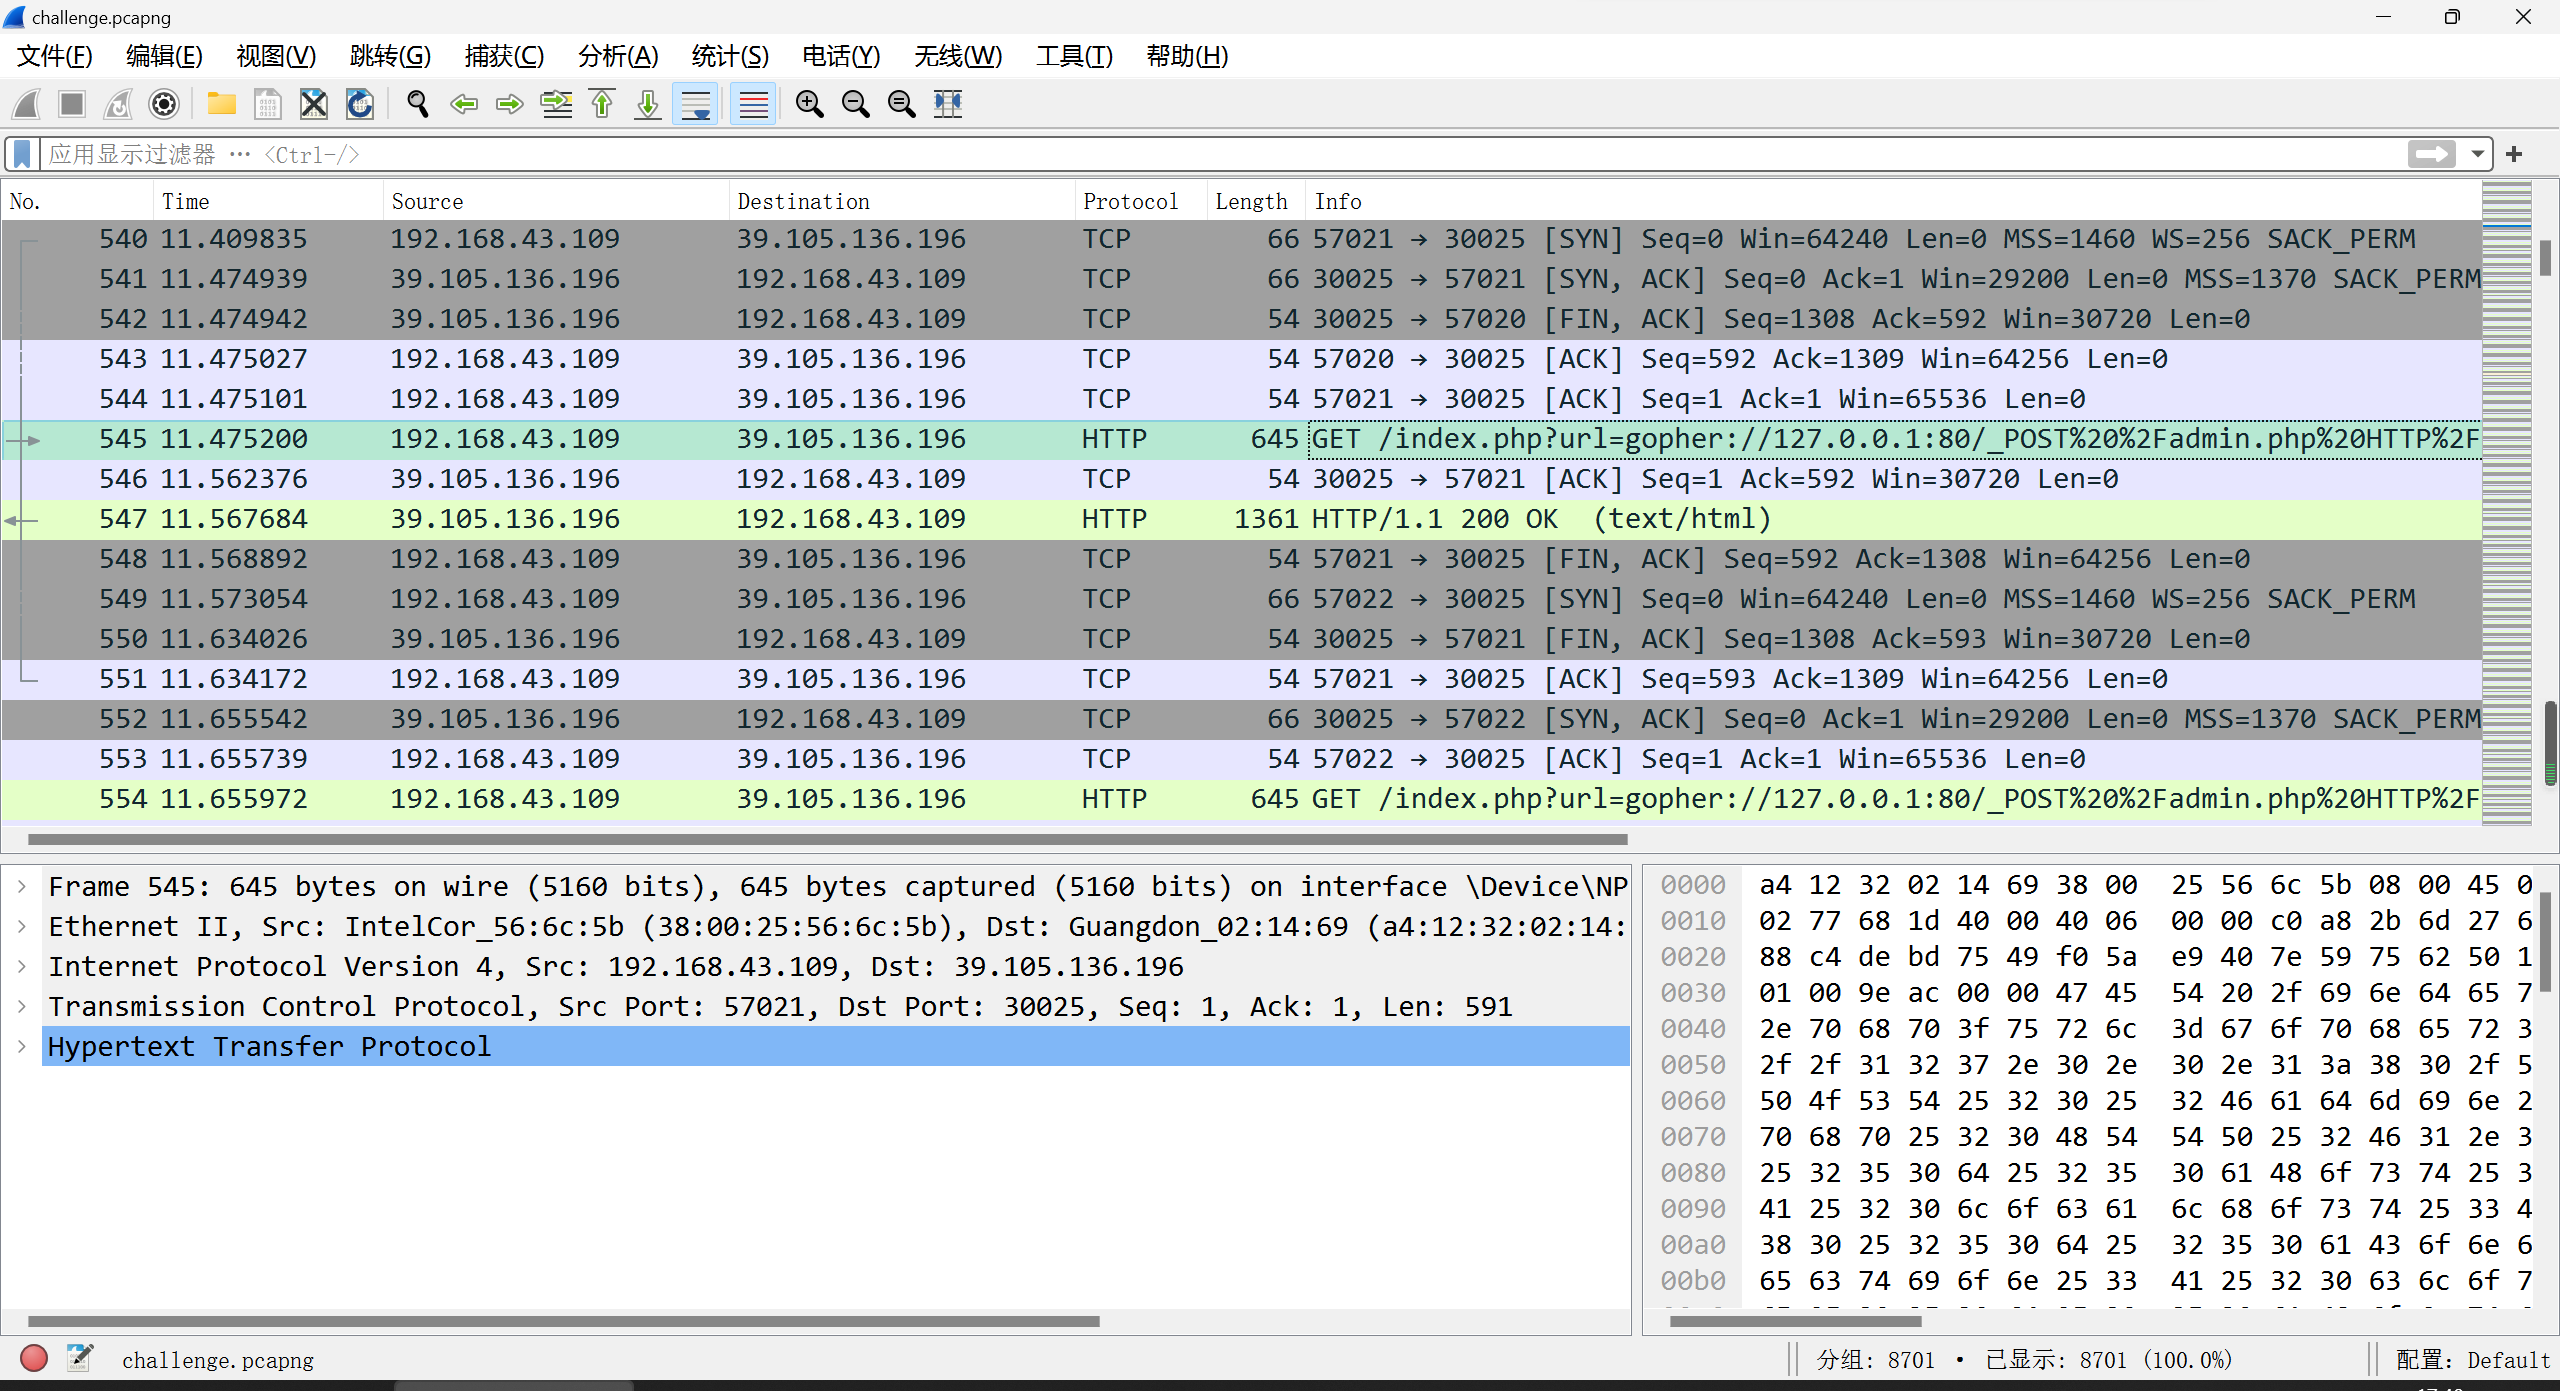 challenge.pcapng
文件(F) 编辑(E) 视图(V) 跳转(G) 捕获(C) 分析(A) 统计(S) 电话(Y) 无线(W) 工具(T) 帮助(H)
应用显示过滤器 … <Ctrl-/>
No. Time Source Destination Protocol Length Info
540 11.409835 192.168.43.109 39.105.136.196 TCP 66 57021 → 30025 [SYN] Seq=0 Win=64240 Len=0 MSS=1460 WS=256 SACK_PERM
541 11.474939 39.105.136.196 192.168.43.109 TCP 66 30025 → 57021 [SYN, ACK] Seq=0 Ack=1 Win=29200 Len=0 MSS=1370 SACK_PERM
542 11.474942 39.105.136.196 192.168.43.109 TCP 54 30025 → 57020 [FIN, ACK] Seq=1308 Ack=592 Win=30720 Len=0
543 11.475027 192.168.43.109 39.105.136.196 TCP 54 57020 → 30025 [ACK] Seq=592 Ack=1309 Win=64256 Len=0
544 11.475101 192.168.43.109 39.105.136.196 TCP 54 57021 → 30025 [ACK] Seq=1 Ack=1 Win=65536 Len=0
545 11.475200 192.168.43.109 39.105.136.196 HTTP 645 GET /index.php?url=gopher://127.0.0.1:80/_POST%20%2Fadmin.php%20HTTP%2F
546 11.562376 39.105.136.196 192.168.43.109 TCP 54 30025 → 57021 [ACK] Seq=1 Ack=592 Win=30720 Len=0
547 11.567684 39.105.136.196 192.168.43.109 HTTP 1361 HTTP/1.1 200 OK (text/html)
548 11.568892 192.168.43.109 39.105.136.196 TCP 54 57021 → 30025 [FIN, ACK] Seq=592 Ack=1308 Win=64256 Len=0
549 11.573054 192.168.43.109 39.105.136.196 TCP 66 57022 → 30025 [SYN] Seq=0 Win=64240 Len=0 MSS=1460 WS=256 SACK_PERM
550 11.634026 39.105.136.196 192.168.43.109 TCP 54 30025 → 57021 [FIN, ACK] Seq=1308 Ack=593 Win=30720 Len=0
551 11.634172 192.168.43.109 39.105.136.196 TCP 54 57021 → 30025 [ACK] Seq=593 Ack=1309 Win=64256 Len=0
552 11.655542 39.105.136.196 192.168.43.109 TCP 66 30025 → 57022 [SYN, ACK] Seq=0 Ack=1 Win=29200 Len=0 MSS=1370 SACK_PERM
553 11.655739 192.168.43.109 39.105.136.196 TCP 54 57022 → 30025 [ACK] Seq=1 Ack=1 Win=65536 Len=0
554 11.655972 192.168.43.109 39.105.136.196 HTTP 645 GET /index.php?url=gopher://127.0.0.1:80/_POST%20%2Fadmin.php%20HTTP%2F
Frame 545: 645 bytes on wire (5160 bits), 645 bytes captured (5160 bits) on interface \Device\NP
Ethernet II, Src: IntelCor_56:6c:5b (38:00:25:56:6c:5b), Dst: Guangdon_02:14:69 (a4:12:32:02:14:
Internet Protocol Version 4, Src: 192.168.43.109, Dst: 39.105.136.196
Transmission Control Protocol, Src Port: 57021, Dst Port: 30025, Seq: 1, Ack: 1, Len: 591
Hypertext Transfer Protocol
0000 a4 12 32 02 14 69 38 00 25 56 6c 5b 08 00 45 0
0010 02 77 68 1d 40 00 40 06 00 00 c0 a8 2b 6d 27 6
0020 88 c4 de bd 75 49 f0 5a e9 40 7e 59 75 62 50 1
0030 01 00 9e ac 00 00 47 45 54 20 2f 69 6e 64 65 7
0040 2e 70 68 70 3f 75 72 6c 3d 67 6f 70 68 65 72 3
0050 2f 2f 31 32 37 2e 30 2e 30 2e 31 3a 38 30 2f 5
0060 50 4f 53 54 25 32 30 25 32 46 61 64 6d 69 6e 2
0070 70 68 70 25 32 30 48 54 54 50 25 32 46 31 2e 3
0080 25 32 35 30 64 25 32 35 30 61 48 6f 73 74 25 3
0090 41 25 32 30 6c 6f 63 61 6c 68 6f 73 74 25 33 4
00a0 38 30 25 32 35 30 64 25 32 35 30 61 43 6f 6e 6
00b0 65 63 74 69 6f 6e 25 33 41 25 32 30 63 6c 6f 7
challenge.pcapng 分组: 8701 · 已显示: 8701 (100.0%) 配置: Default